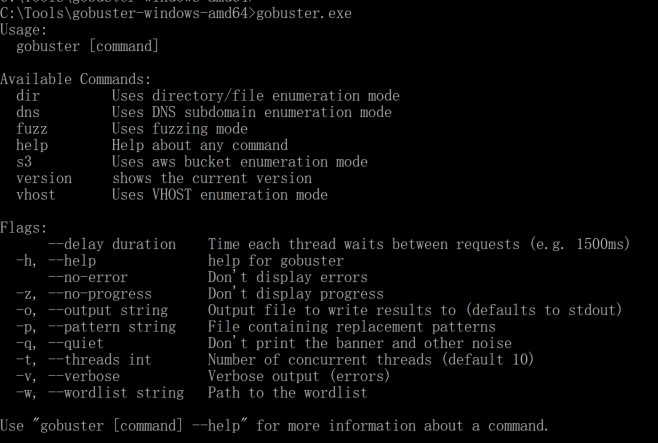 C:\Tools\gobuster-windows-amd64>gobuster.exe
Usage:
  gobuster [command]

Available Commands:
  dir         Uses directory/file enumeration mode
  dns         Uses DNS subdomain enumeration mode
  fuzz        Uses fuzzing mode
  help        Help about any command
  s3          Uses aws bucket enumeration mode
  version     shows the current version
  vhost       Uses VHOST enumeration mode

Flags:
      --delay duration    Time each thread waits between requests (e.g. 1500ms)
  -h, --help              help for gobuster
      --no-error          Don't display errors
  -z, --no-progress       Don't display progress
  -o, --output string     Output file to write results to (defaults to stdout)
  -p, --pattern string    File containing replacement patterns
  -q, --quiet             Don't print the banner and other noise
  -t, --threads int       Number of concurrent threads (default 10)
  -v, --verbose           Verbose output (errors)
  -w, --wordlist string   Path to the wordlist

Use "gobuster [command] --help" for more information about a command.